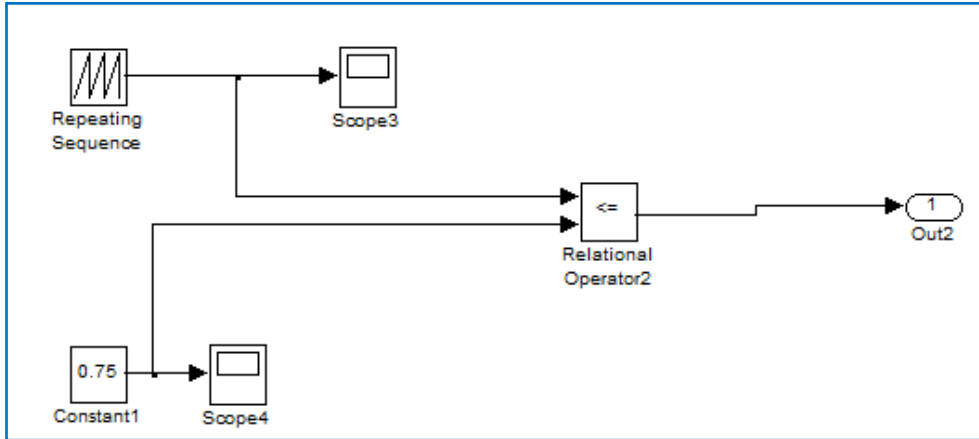 Repeating
Sequence
Scope3
<=
Relational
Operator2
1
Out2
0.75
Constant1
Scope4